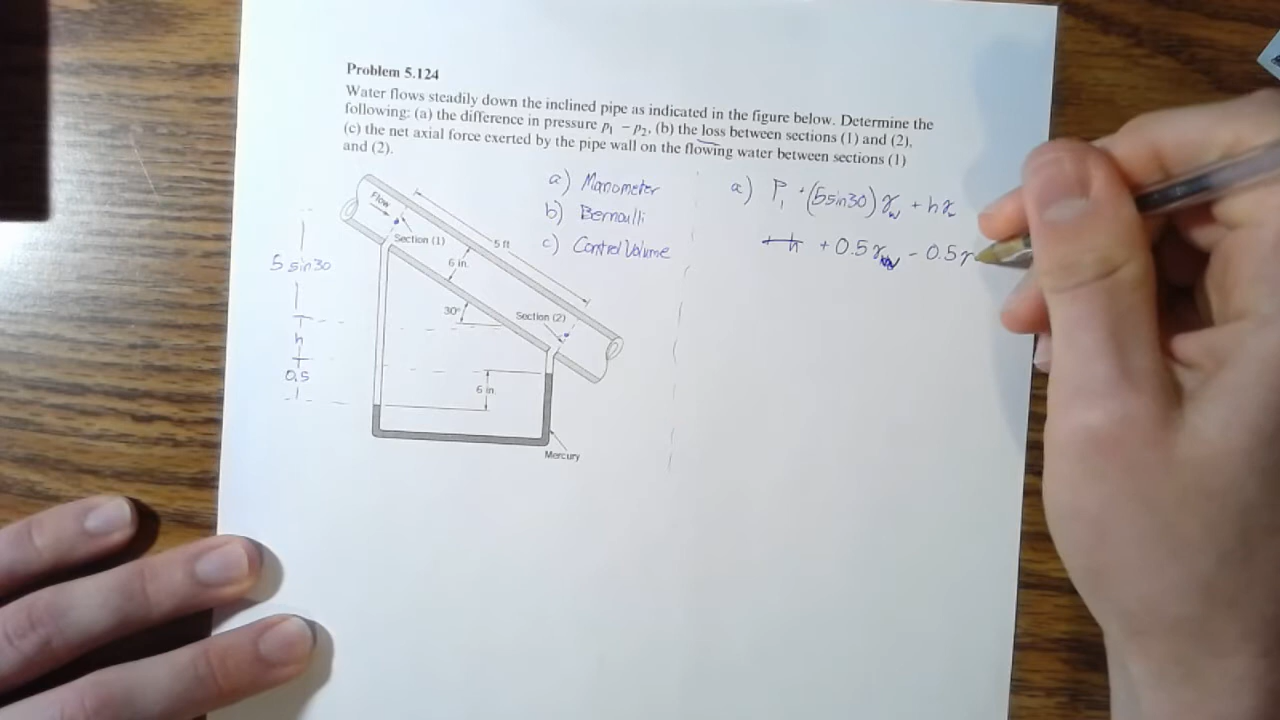 Problem 5.124
Water flows steadily down the inclined pipe as indicated in the figure below. Determine the
following: (a) the difference in pressure p₁ − p₂, (b) the loss between sections (1) and (2),
(c) the net axial force exerted by the pipe wall on the flowing water between sections (1)
and (2).
a) Manometer
b) Bernoulli
c) Control Volume
a) P₁ + (5sin30) γw + hγw
+ h + 0.5γw - 0.5γ
Flow
Section (1)
5 ft
6 in.
30°
Section (2)
6 in.
Mercury
5 sin30
h
0.5